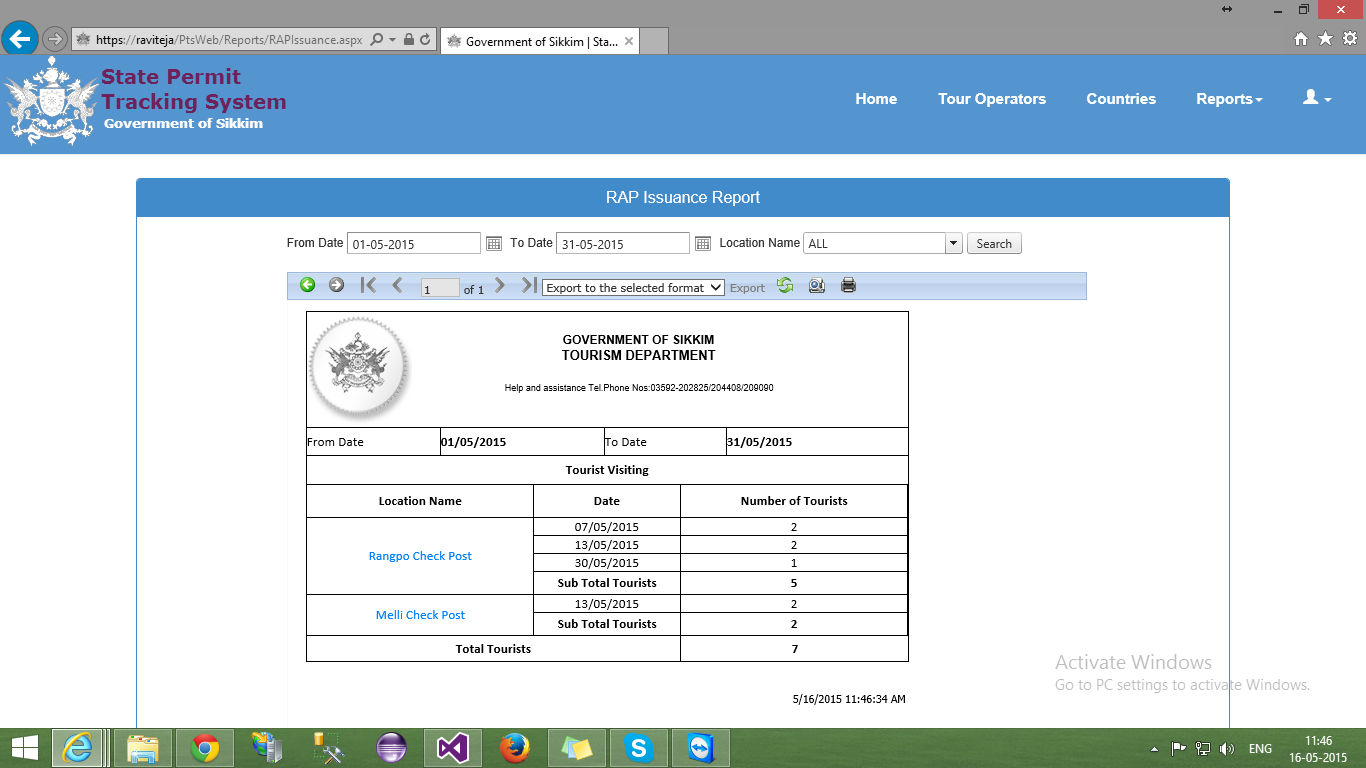 https://raviteja/PtsWeb/Reports/RAPIssuance.aspx
Government of Sikkim | Sta...
State Permit
Tracking System
Government of Sikkim
Home Tour Operators Countries Reports
RAP Issuance Report
From Date 01-05-2015 To Date 31-05-2015 Location Name ALL Search
1 of 1 Export to the selected format Export
GOVERNMENT OF SIKKIM
TOURISM DEPARTMENT
Help and assistance Tel.Phone Nos:03592-202825/204408/209090
From Date 01/05/2015 To Date 31/05/2015
Tourist Visiting
Location Name Date Number of Tourists
Rangpo Check Post
07/05/2015 2
13/05/2015 2
30/05/2015 1
Sub Total Tourists 5
Melli Check Post
13/05/2015 2
Sub Total Tourists 2
Total Tourists 7
5/16/2015 11:46:34 AM
Activate Windows
Go to PC settings to activate Windows.
ENG
11:46
16-05-2015